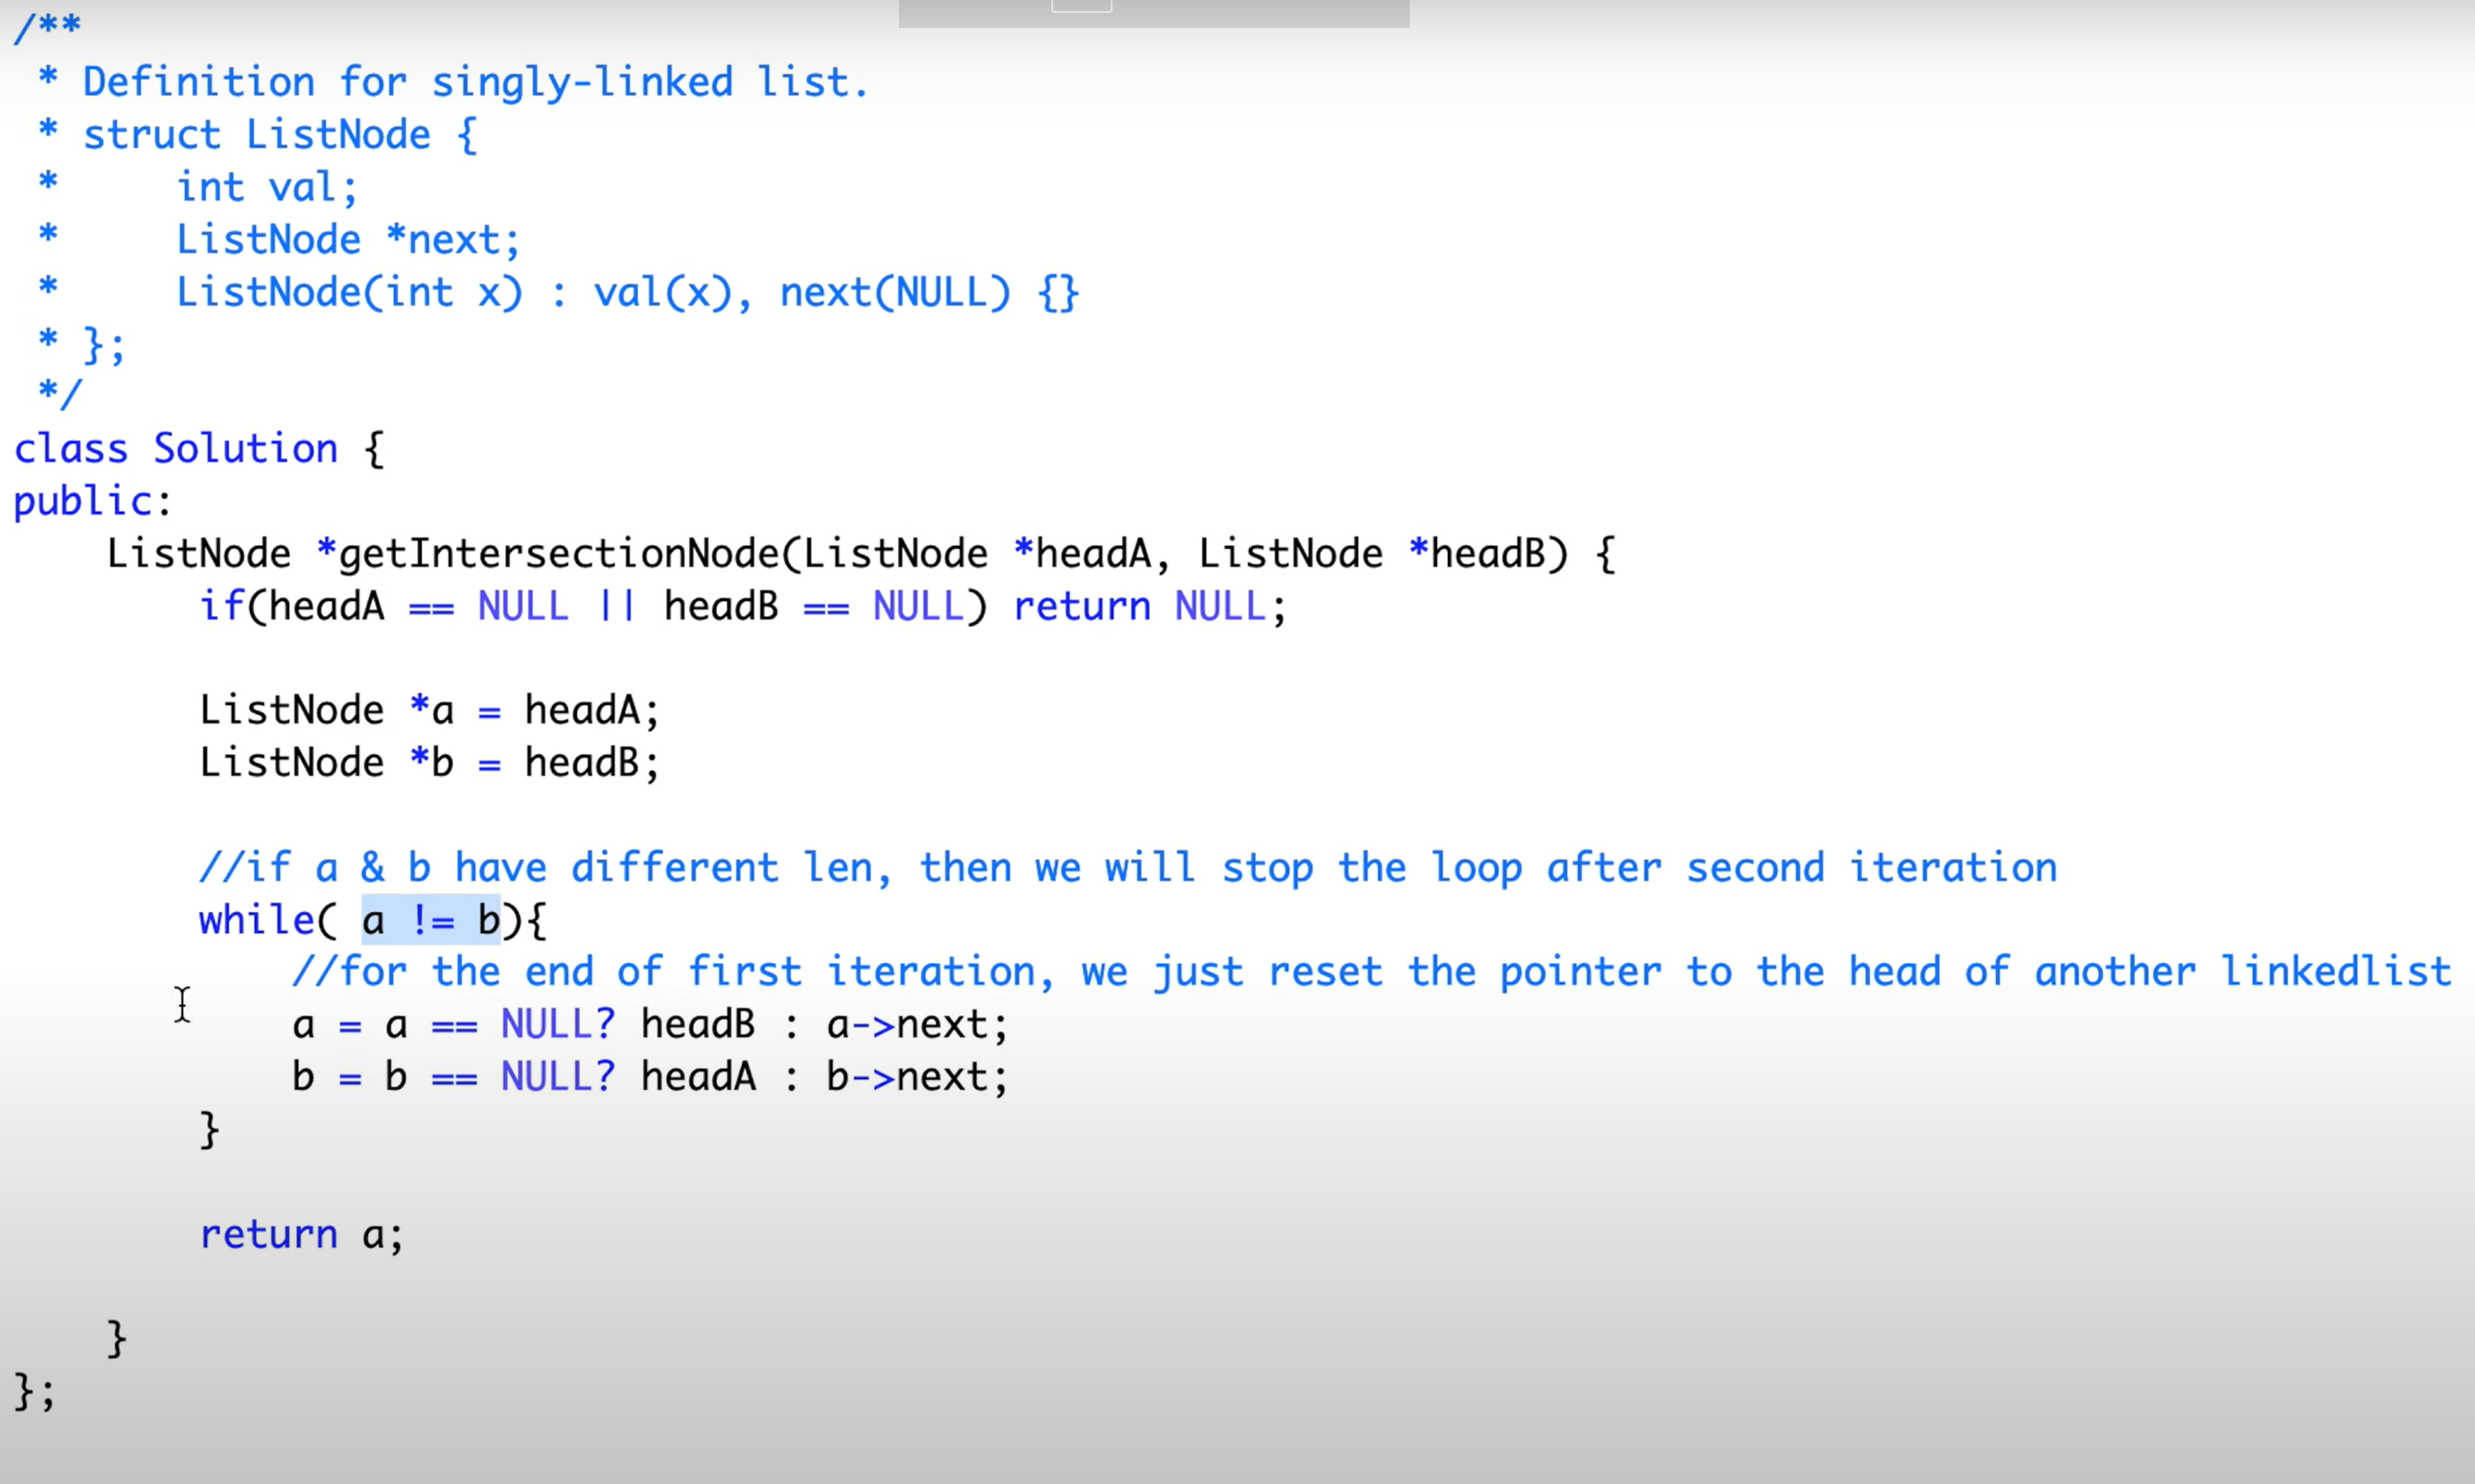 /**
 * Definition for singly-linked list.
 * struct ListNode {
 *     int val;
 *     ListNode *next;
 *     ListNode(int x) : val(x), next(NULL) {}
 * };
 */
class Solution {
public:
    ListNode *getIntersectionNode(ListNode *headA, ListNode *headB) {
        if(headA == NULL || headB == NULL) return NULL;
        ListNode *a = headA;
        ListNode *b = headB;
        //if a & b have different len, then we will stop the loop after second iteration
        while( a != b){
            //for the end of first iteration, we just reset the pointer to the head of another linkedlist
            a = a == NULL? headB : a->next;
            b = b == NULL? headA : b->next;
        }
        return a;
    }
};